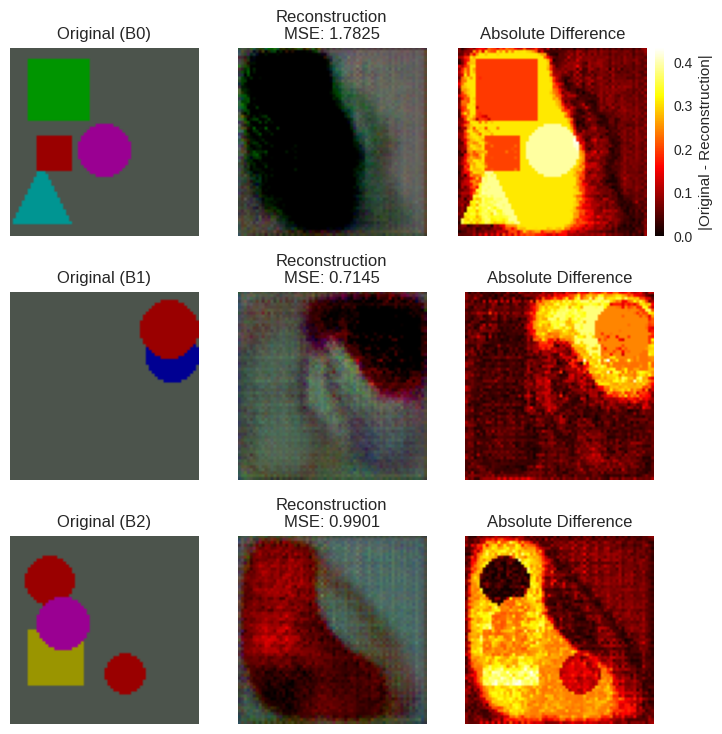 Original (B0)
Reconstruction
MSE: 1.7825
Absolute Difference
0.4
0.3
0.2
0.1
0.0
|Original - Reconstruction|
Original (B1)
Reconstruction
MSE: 0.7145
Absolute Difference
Original (B2)
Reconstruction
MSE: 0.9901
Absolute Difference